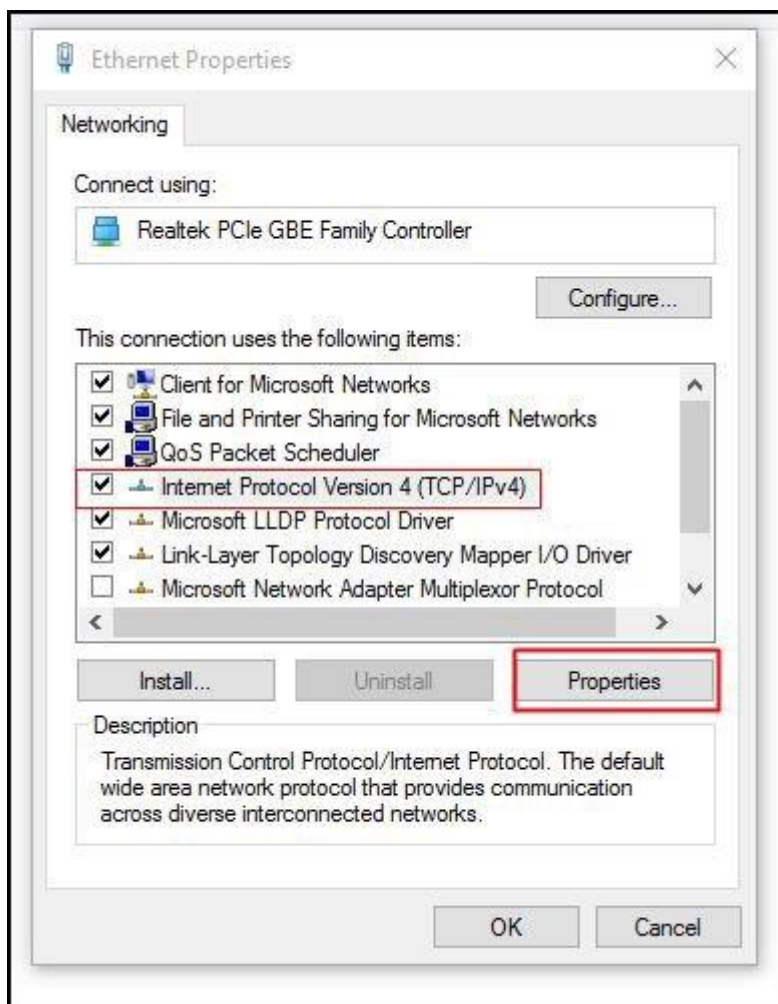 Ethernet Properties
Networking
Connect using:
Realtek PCIe GBE Family Controller
Configure...
This connection uses the following items:
Client for Microsoft Networks
File and Printer Sharing for Microsoft Networks
QoS Packet Scheduler
Internet Protocol Version 4 (TCP/IPv4)
Microsoft LLDP Protocol Driver
Link-Layer Topology Discovery Mapper I/O Driver
Microsoft Network Adapter Multiplexor Protocol
Install... Uninstall Properties
Description
Transmission Control Protocol/Internet Protocol. The default
wide area network protocol that provides communication
across diverse interconnected networks.
OK Cancel